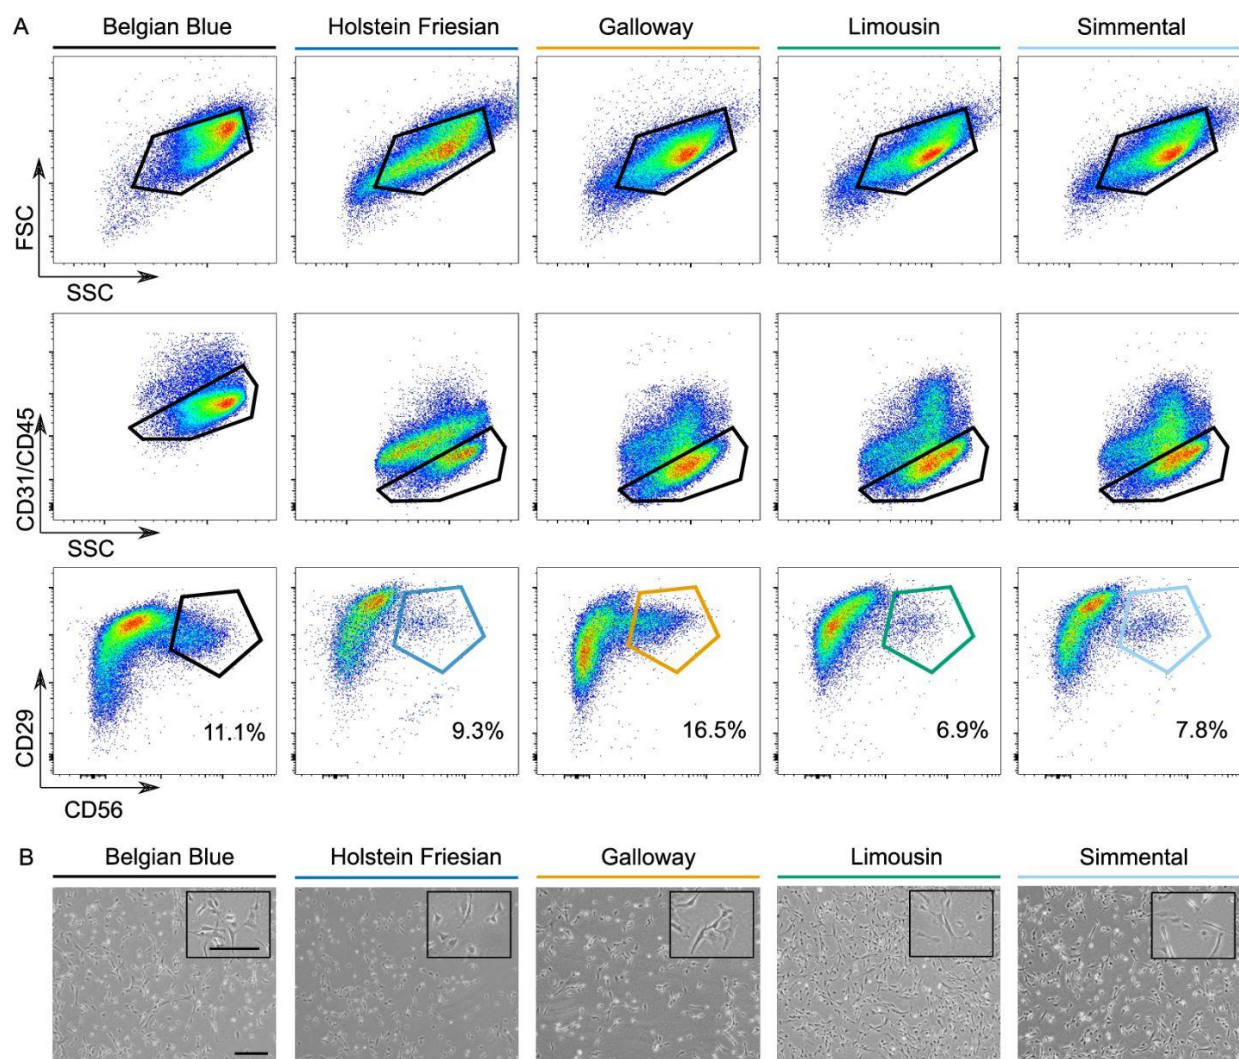 A
Belgian Blue
Holstein Friesian
Galloway
Limousin
Simmental
FSC
SSC
CD31/CD45
SSC
CD29
CD56
11.1%
9.3%
16.5%
6.9%
7.8%
B
Belgian Blue
Holstein Friesian
Galloway
Limousin
Simmental